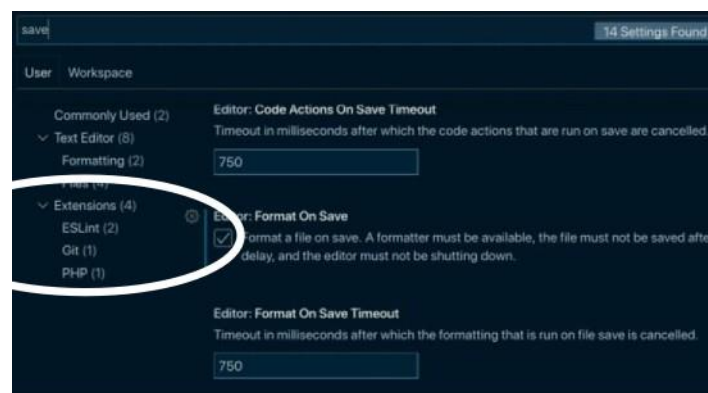 save
14 Settings Found
User Workspace
Commonly Used (2)
Text Editor (8)
Formatting (2)
Files (4)
Extensions (4)
ESLint (2)
Git (1)
PHP (1)
Editor: Code Actions On Save Timeout
Timeout in milliseconds after which the code actions that are run on save are cancelled.
750
Editor: Format On Save
Format a file on save. A formatter must be available, the file must not be saved afte
delay, and the editor must not be shutting down.
Editor: Format On Save Timeout
Timeout in milliseconds after which the formatting that is run on file save is cancelled.
750